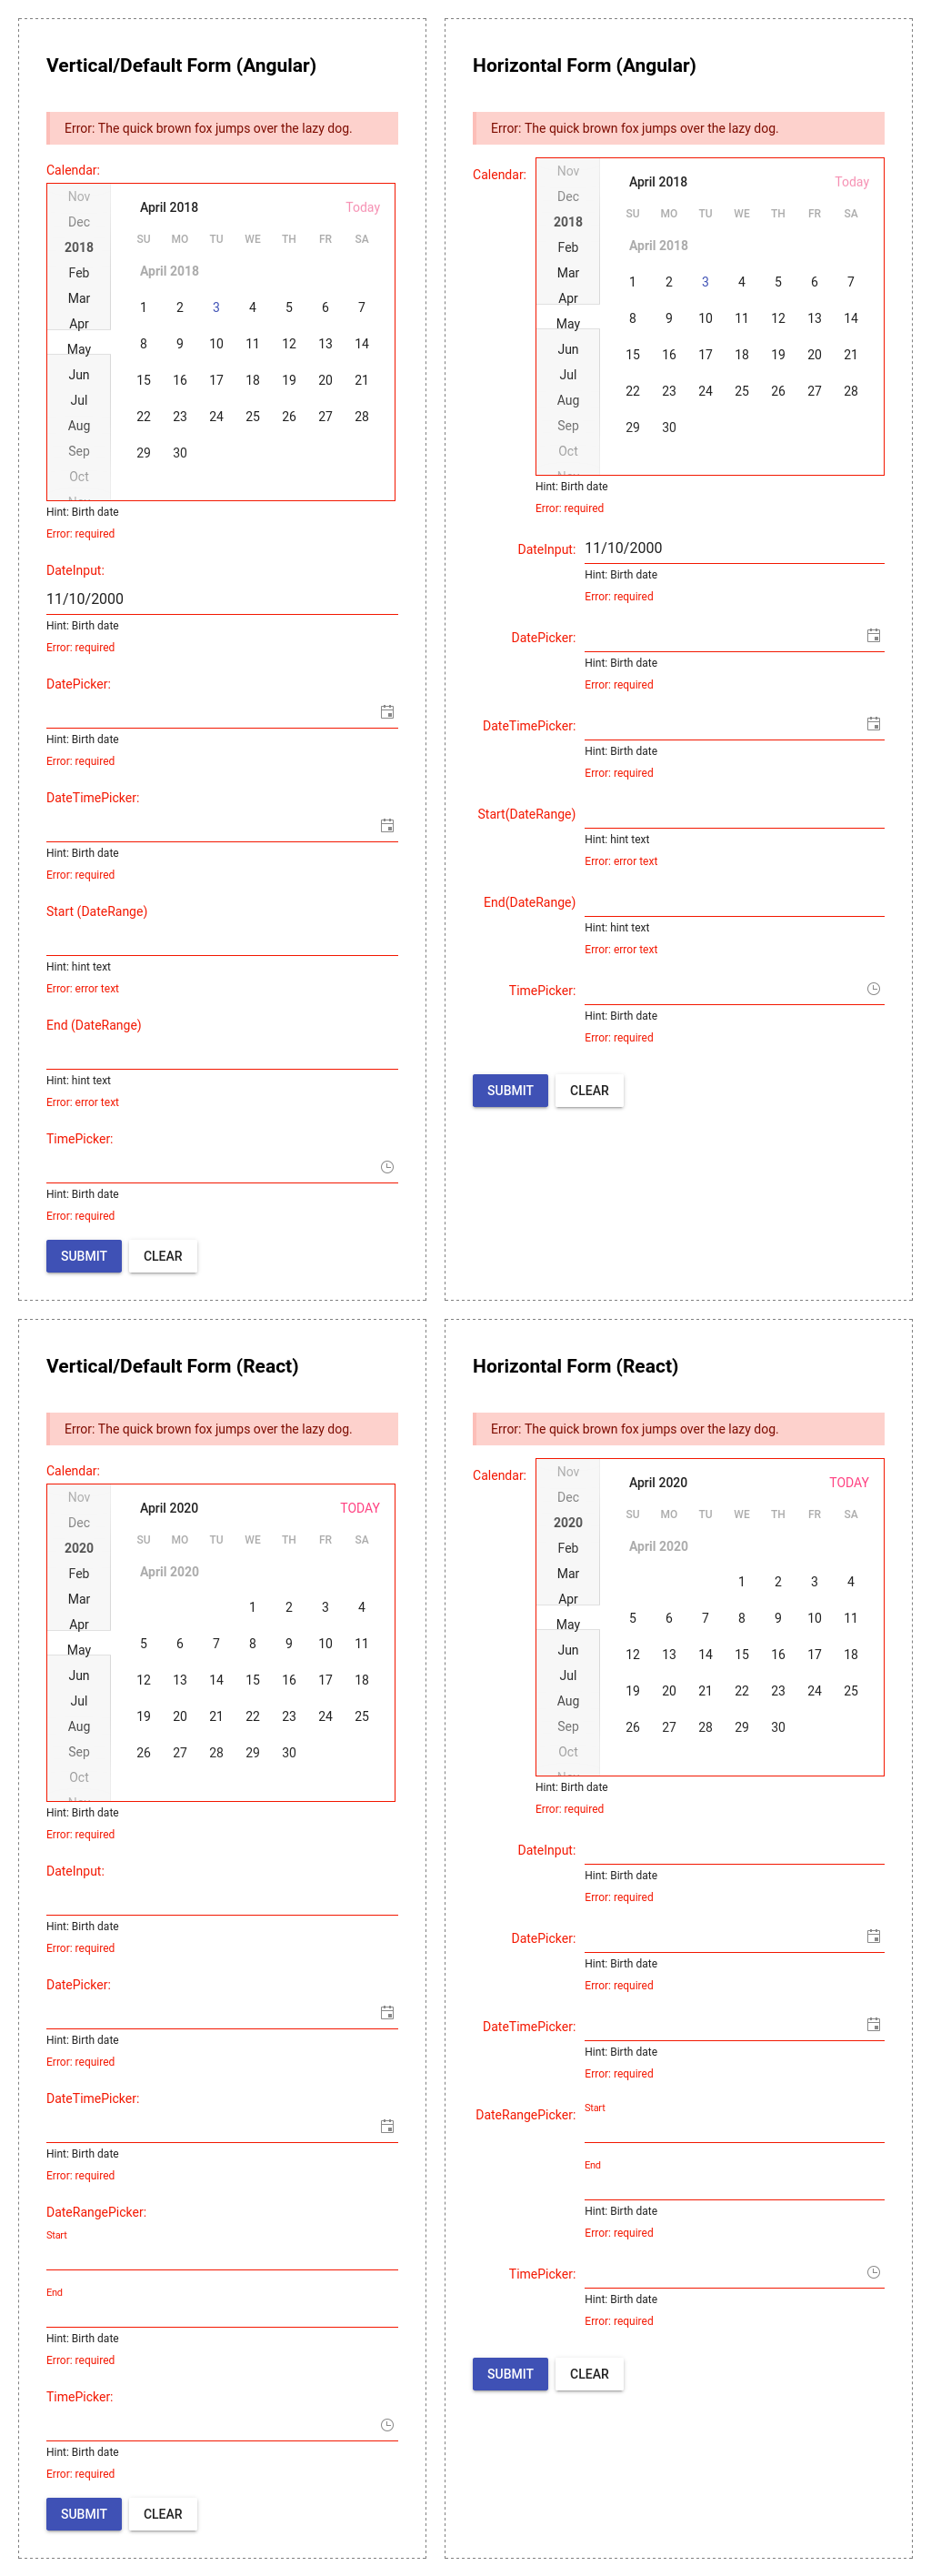 Vertical/Default Form (Angular)
Error: The quick brown fox jumps over the lazy dog.
Calendar:
Nov
Dec
2018
Feb
Mar
Apr
May
Jun
Jul
Aug
Sep
Oct
Nov
April 2018 Today
SU MO TU WE TH FR SA
April 2018
1 2 3 4 5 6 7
8 9 10 11 12 13 14
15 16 17 18 19 20 21
22 23 24 25 26 27 28
29 30
Hint: Birth date
Error: required
DateInput:
11/10/2000
Hint: Birth date
Error: required
DatePicker:
Hint: Birth date
Error: required
DateTimePicker:
Hint: Birth date
Error: required
Start (DateRange)
Hint: hint text
Error: error text
End (DateRange)
Hint: hint text
Error: error text
TimePicker:
Hint: Birth date
Error: required
SUBMIT CLEAR
Horizontal Form (Angular)
Error: The quick brown fox jumps over the lazy dog.
Calendar:
Nov
Dec
2018
Feb
Mar
Apr
May
Jun
Jul
Aug
Sep
Oct
Nov
April 2018 Today
SU MO TU WE TH FR SA
April 2018
1 2 3 4 5 6 7
8 9 10 11 12 13 14
15 16 17 18 19 20 21
22 23 24 25 26 27 28
29 30
Hint: Birth date
Error: required
DateInput: 11/10/2000
Hint: Birth date
Error: required
DatePicker:
Hint: Birth date
Error: required
DateTimePicker:
Hint: Birth date
Error: required
Start(DateRange)
Hint: hint text
Error: error text
End(DateRange)
Hint: hint text
Error: error text
TimePicker:
Hint: Birth date
Error: required
SUBMIT CLEAR
Vertical/Default Form (React)
Error: The quick brown fox jumps over the lazy dog.
Calendar:
Nov
Dec
2020
Feb
Mar
Apr
May
Jun
Jul
Aug
Sep
Oct
Nov
April 2020 TODAY
SU MO TU WE TH FR SA
April 2020
1 2 3 4
5 6 7 8 9 10 11
12 13 14 15 16 17 18
19 20 21 22 23 24 25
26 27 28 29 30
Hint: Birth date
Error: required
DateInput:
Hint: Birth date
Error: required
DatePicker:
Hint: Birth date
Error: required
DateTimePicker:
Hint: Birth date
Error: required
DateRangePicker:
Start
End
Hint: Birth date
Error: required
TimePicker:
Hint: Birth date
Error: required
SUBMIT CLEAR
Horizontal Form (React)
Error: The quick brown fox jumps over the lazy dog.
Calendar:
Nov
Dec
2020
Feb
Mar
Apr
May
Jun
Jul
Aug
Sep
Oct
Nov
April 2020 TODAY
SU MO TU WE TH FR SA
April 2020
1 2 3 4
5 6 7 8 9 10 11
12 13 14 15 16 17 18
19 20 21 22 23 24 25
26 27 28 29 30
Hint: Birth date
Error: required
DateInput:
Hint: Birth date
Error: required
DatePicker:
Hint: Birth date
Error: required
DateTimePicker:
Hint: Birth date
Error: required
DateRangePicker:
Start
End
Hint: Birth date
Error: required
TimePicker:
Hint: Birth date
Error: required
SUBMIT CLEAR